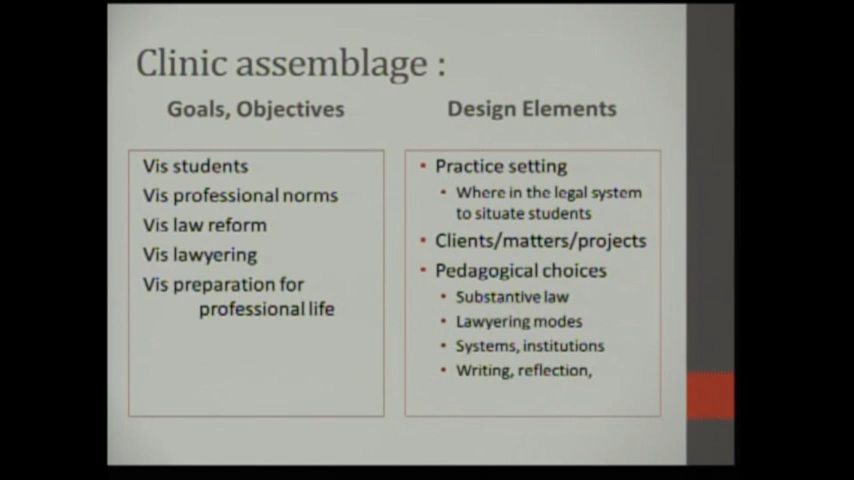 Clinic assemblage :
Goals, Objectives
Vis students
Vis professional norms
Vis law reform
Vis lawyering
Vis preparation for
professional life
Design Elements
• Practice setting
• Where in the legal system
to situate students
• Clients/matters/projects
• Pedagogical choices
• Substantive law
• Lawyering modes
• Systems, institutions
• Writing, reflection,